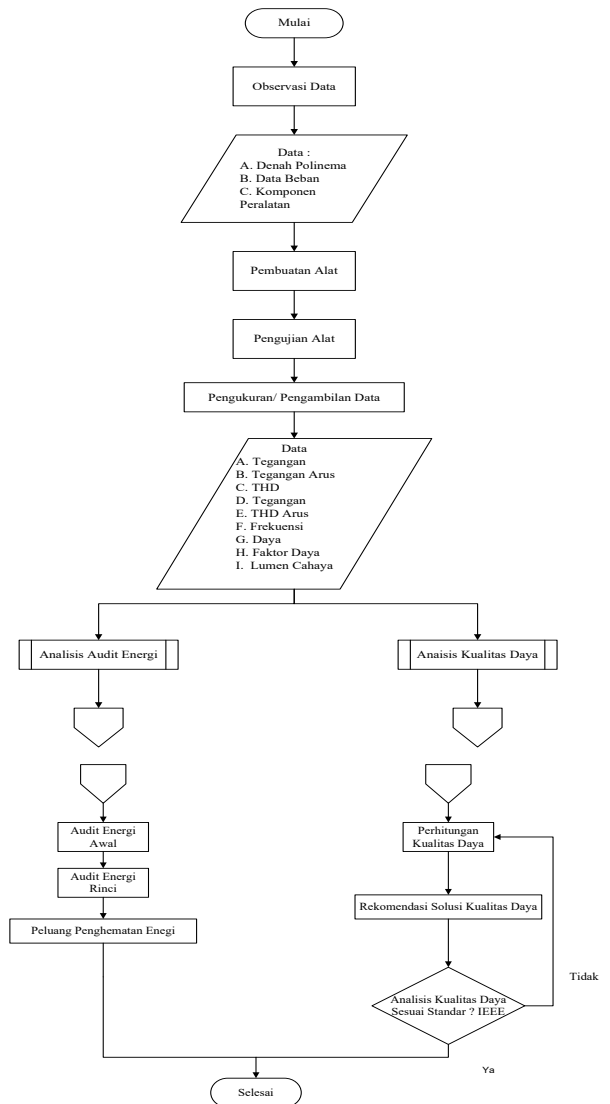 Mulai
Observasi Data
Data :
A. Denah Polinema
B. Data Beban
C. Komponen
Peralatan
Pembuatan Alat
Pengujian Alat
Pengukuran/ Pengambilan Data
Data
A. Tegangan
B. Tegangan Arus
C. THD
D. Tegangan
E. THD Arus
F. Frekuensi
G. Daya
H. Faktor Daya
I. Lumen Cahaya
Analisis Audit Energi
Anaisis Kualitas Daya
Audit Energi
Awal
Audit Energi
Rinci
Peluang Penghematan Enegi
Perhitungan
Kualitas Daya
Rekomendasi Solusi Kualitas Daya
Analisis Kualitas Daya
Sesuai Standar ? IEEE
Tidak
Ya
Selesai